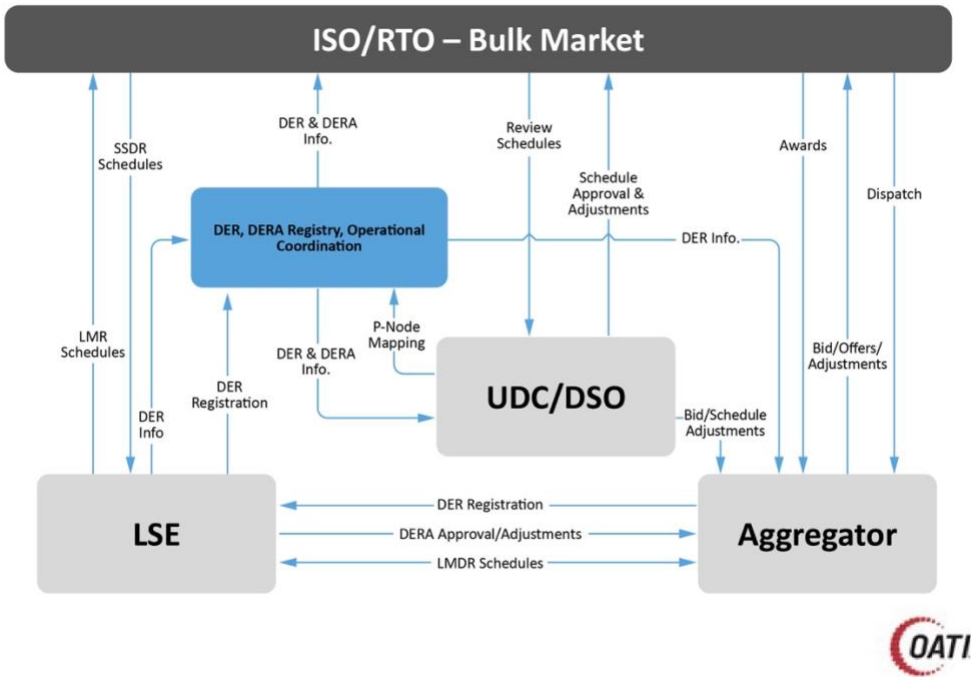 ISO/RTO – Bulk Market
DER & DERA
Info.
Review
Schedules
SSDR
Schedules
Awards
Schedule
Approval &
Adjustments
Dispatch
DER, DERA Registry, Operational
Coordination
DER Info.
LMR
Schedules
P-Node
Mapping
DER & DERA
Info.
Bid/Offers/
Adjustments
DER
Registration
UDC/DSO
DER
Info
Bid/Schedule
Adjustments
LSE
DER Registration
DERA Approval/Adjustments
LMDR Schedules
Aggregator
OATI